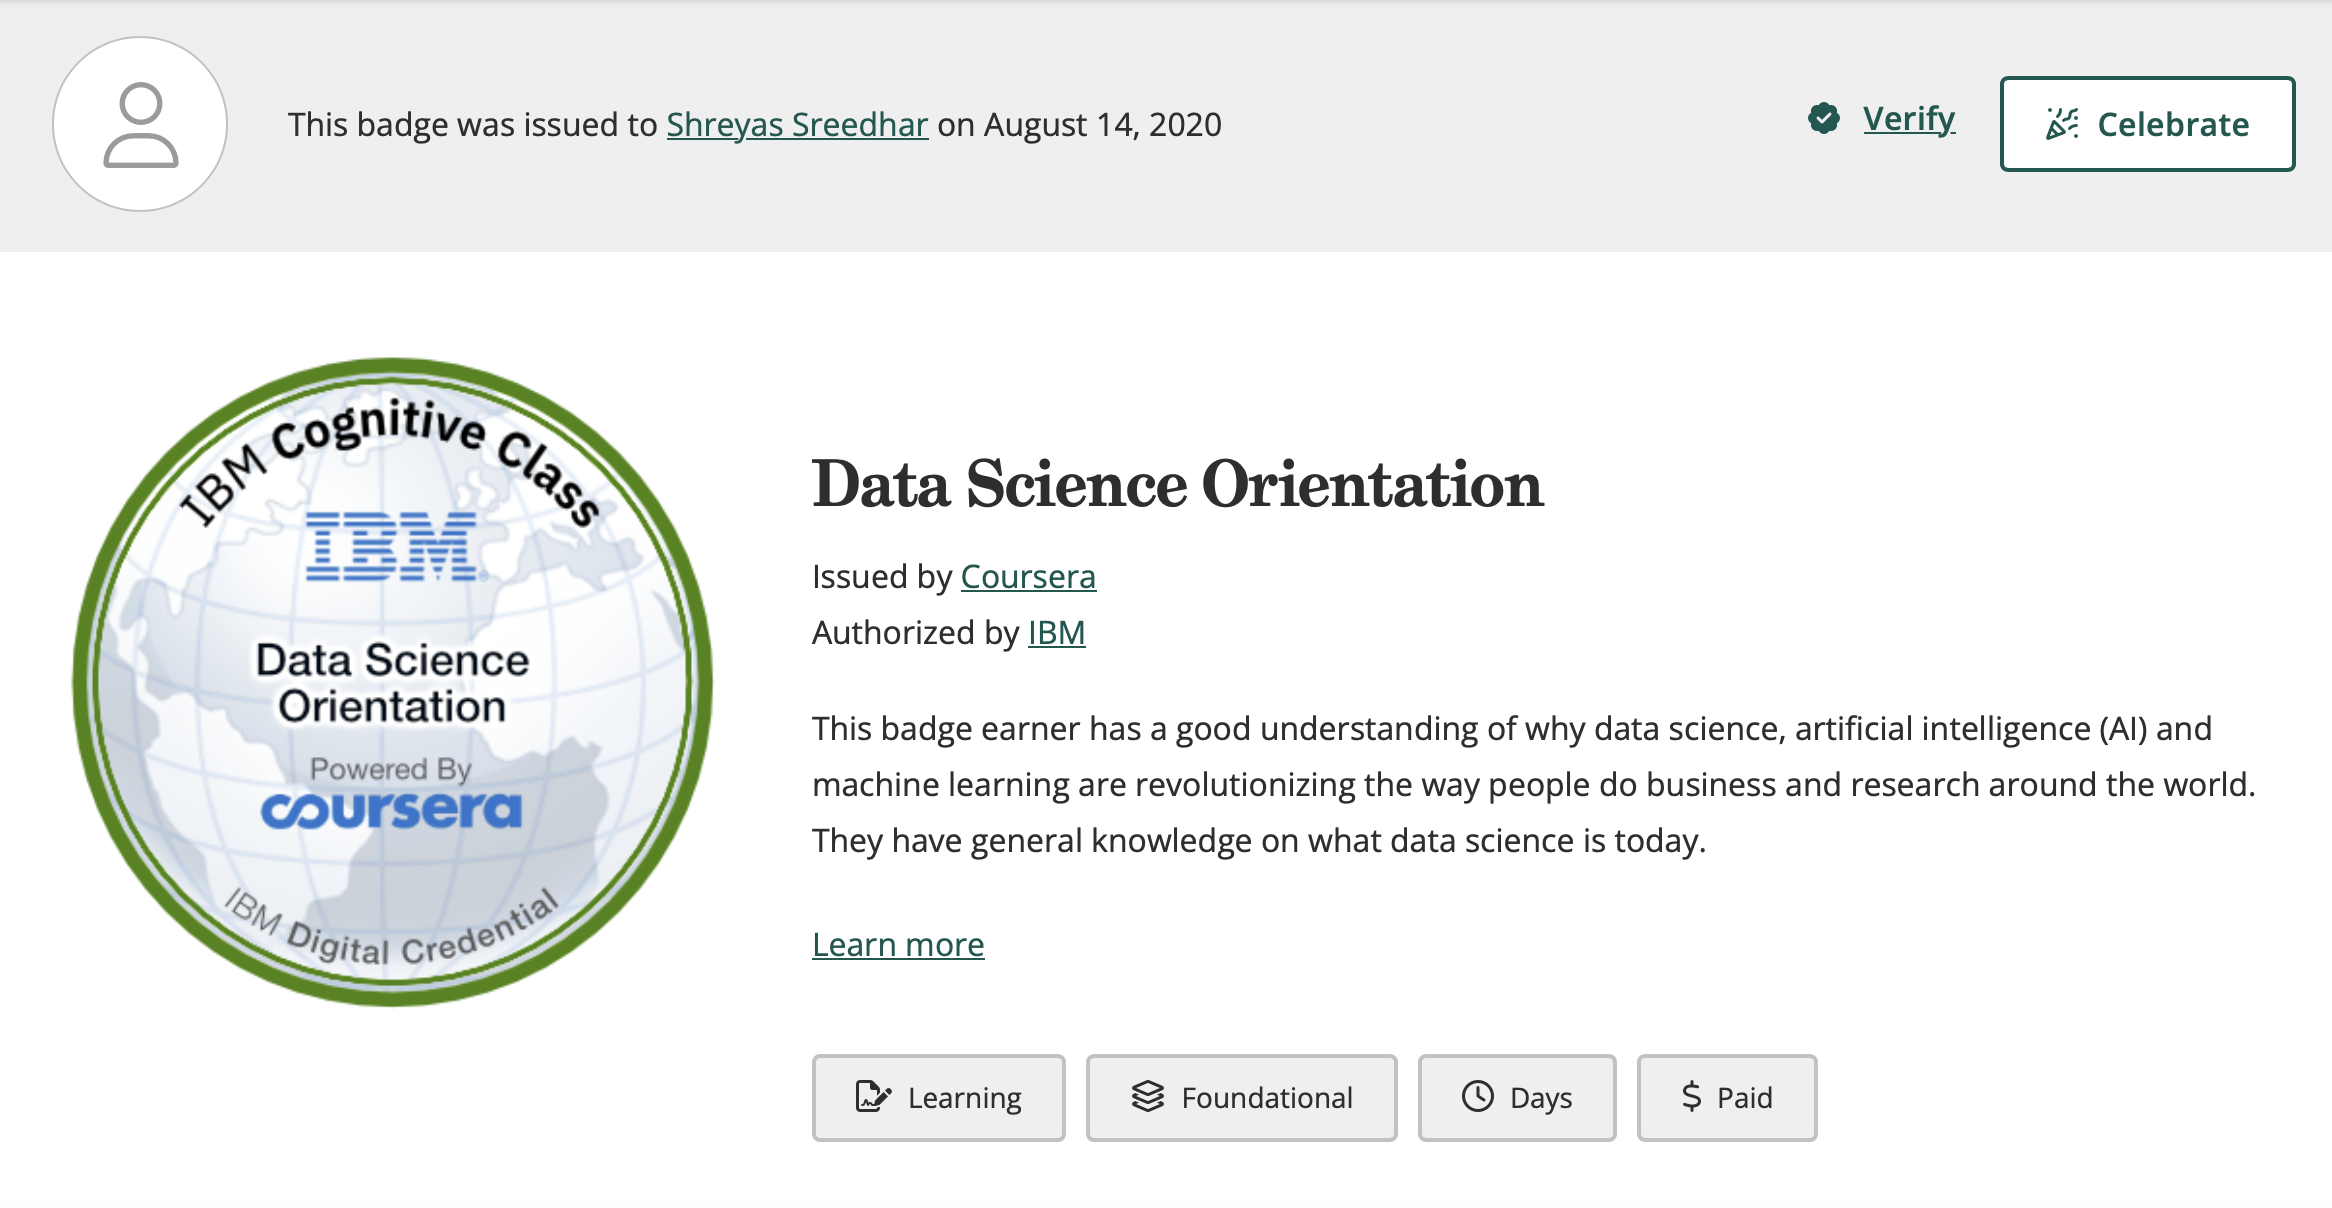 This badge was issued to Shreyas Sreedhar on August 14, 2020
Verify
Celebrate
IBM Cognitive Class
IBM®
Data Science
Orientation
Powered By
coursera
IBM Digital Credential
Data Science Orientation
Issued by Coursera
Authorized by IBM
This badge earner has a good understanding of why data science, artificial intelligence (AI) and
machine learning are revolutionizing the way people do business and research around the world.
They have general knowledge on what data science is today.
Learn more
Learning
Foundational
Days
$ Paid